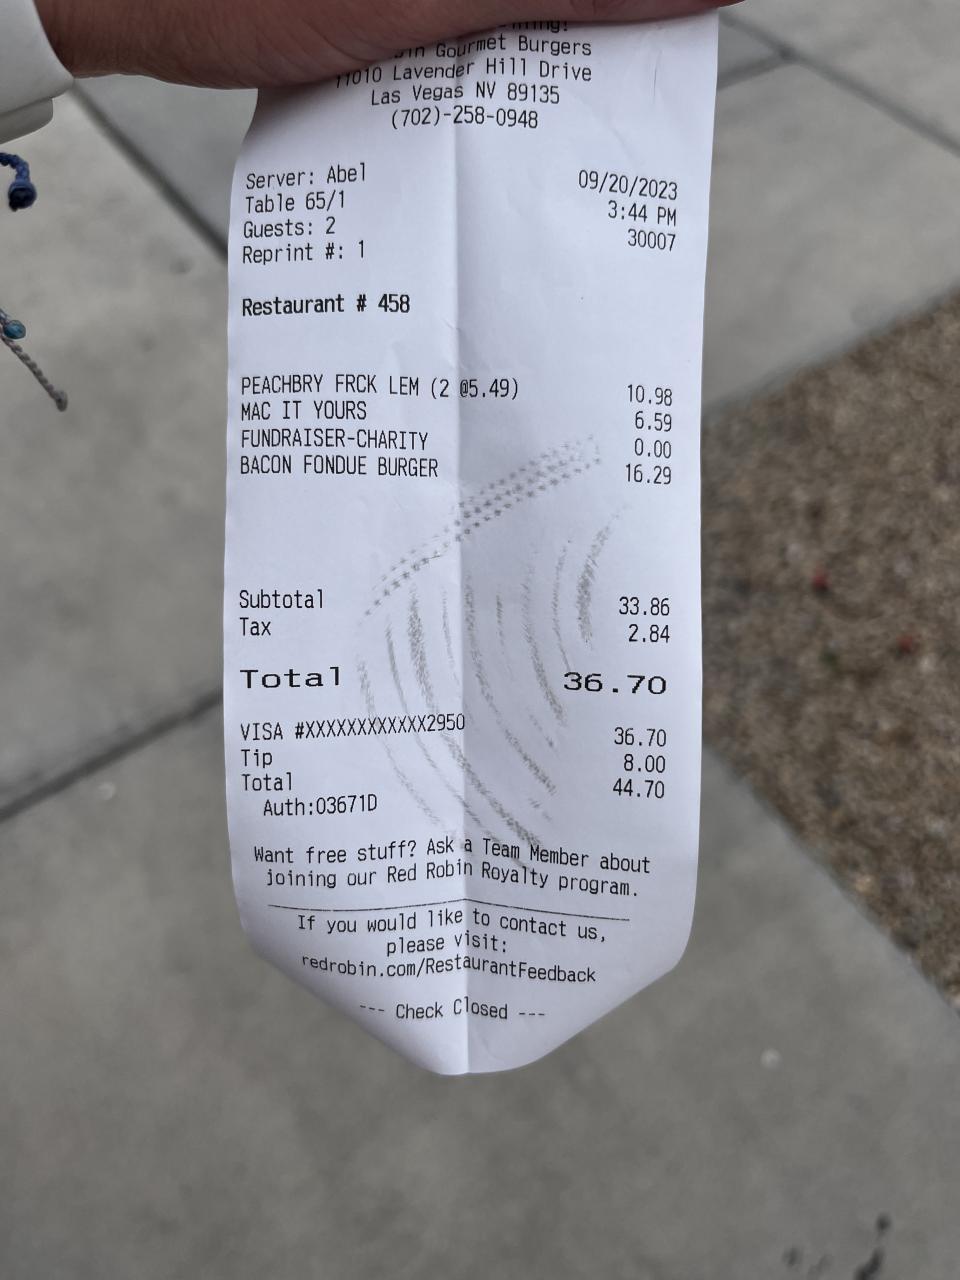 Gourmet Burgers
11010 Lavender Hill Drive
Las Vegas NV 89135
(702)-258-0948
Server: Abel 09/20/2023
Table 65/1 3:44 PM
Guests: 2 30007
Reprint #: 1
Restaurant # 458
PEACHBRY FRCK LEM (2 @5.49) 10.98
MAC IT YOURS 6.59
FUNDRAISER-CHARITY 0.00
BACON FONDUE BURGER 16.29
Subtotal 33.86
Tax 2.84
Total 36.70
VISA #XXXXXXXXXXXX2950 36.70
Tip 8.00
Total 44.70
Auth:03671D
Want free stuff? Ask a Team Member about
joining our Red Robin Royalty program.
If you would like to contact us,
please visit:
redrobin.com/RestaurantFeedback
--- Check Closed ---